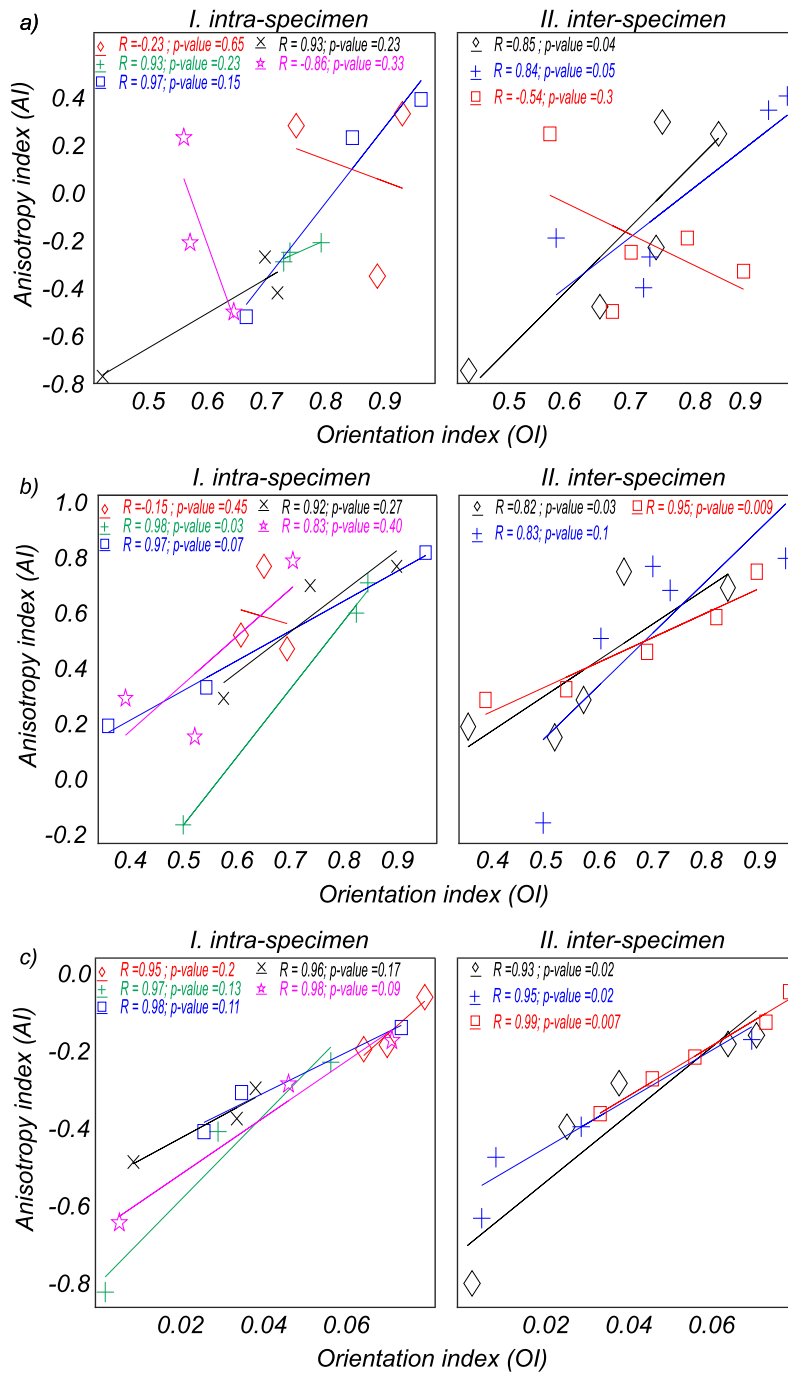 a)
I. intra-specimen
II. inter-specimen
R =-0.23 ; p-value =0.65
R = 0.93; p-value =0.23
R = 0.93; p-value =0.23
R = -0.86; p-value =0.33
R = 0.97; p-value =0.15
R =0.85 ; p-value =0.04
R = 0.84; p-value =0.05
R = -0.54; p-value =0.3
Anisotropy index (AI)
0.4
0.2
0.0
-0.2
-0.4
-0.6
-0.8
0.5 0.6 0.7 0.8 0.9
0.5 0.6 0.7 0.9
Orientation index (OI)
Orientation index (OI)
b)
I. intra-specimen
II. inter-specimen
R =-0.15 ; p-value =0.45
R = 0.92; p-value =0.27
R = 0.98; p-value =0.03
R = 0.83; p-value =0.40
R = 0.97; p-value =0.07
R =0.82 ; p-value =0.03
R = 0.95; p-value =0.009
R = 0.83; p-value =0.1
Anisotropy index (AI)
1.0
0.8
0.6
0.4
0.2
0.0
-0.2
0.4 0.5 0.6 0.7 0.8 0.9
0.4 0.5 0.6 0.7 0.8 0.9
Orientation index (OI)
Orientation index (OI)
c)
I. intra-specimen
II. inter-specimen
R =0.95 ; p-value =0.2
R = 0.96; p-value =0.17
R = 0.97; p-value =0.13
R = 0.98; p-value =0.09
R = 0.98; p-value =0.11
R =0.93 ; p-value =0.02
R = 0.95; p-value =0.02
R = 0.99; p-value =0.007
Anisotropy index (AI)
0.0
-0.2
-0.4
-0.6
-0.8
0.02 0.04 0.06
0.02 0.04 0.06
Orientation index (OI)
Orientation index (OI)